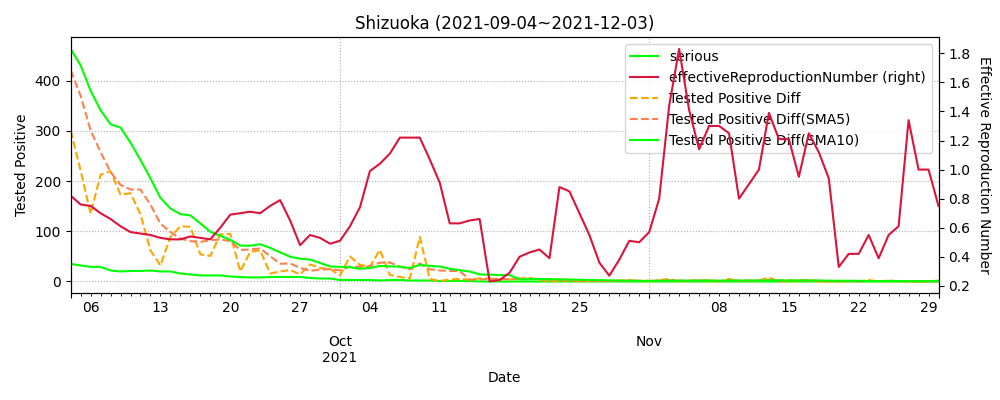 Shizuoka (2021-09-04~2021-12-03)
serious
effectiveReproductionNumber (right)
Tested Positive Diff
Tested Positive Diff(SMA5)
Tested Positive Diff(SMA10)
Tested Positive
400
300
200
100
0
1.8
1.6
1.4
1.2
1.0
0.8
0.6
0.4
0.2
Effective Reproduction Number
06 13 20 27 04 11 18 25 08 15 22 29
Oct Nov
2021
Date